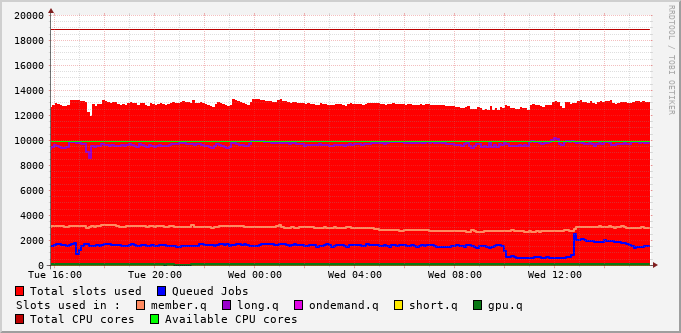 20000
18000
16000
14000
12000
10000
8000
6000
4000
2000
0
Tue 16:00 Tue 20:00 Wed 00:00 Wed 04:00 Wed 08:00 Wed 12:00
RRDTOOL / TOBI OETIKER
Total slots used Queued Jobs
Slots used in : member.q long.q ondemand.q short.q gpu.q
Total CPU cores Available CPU cores